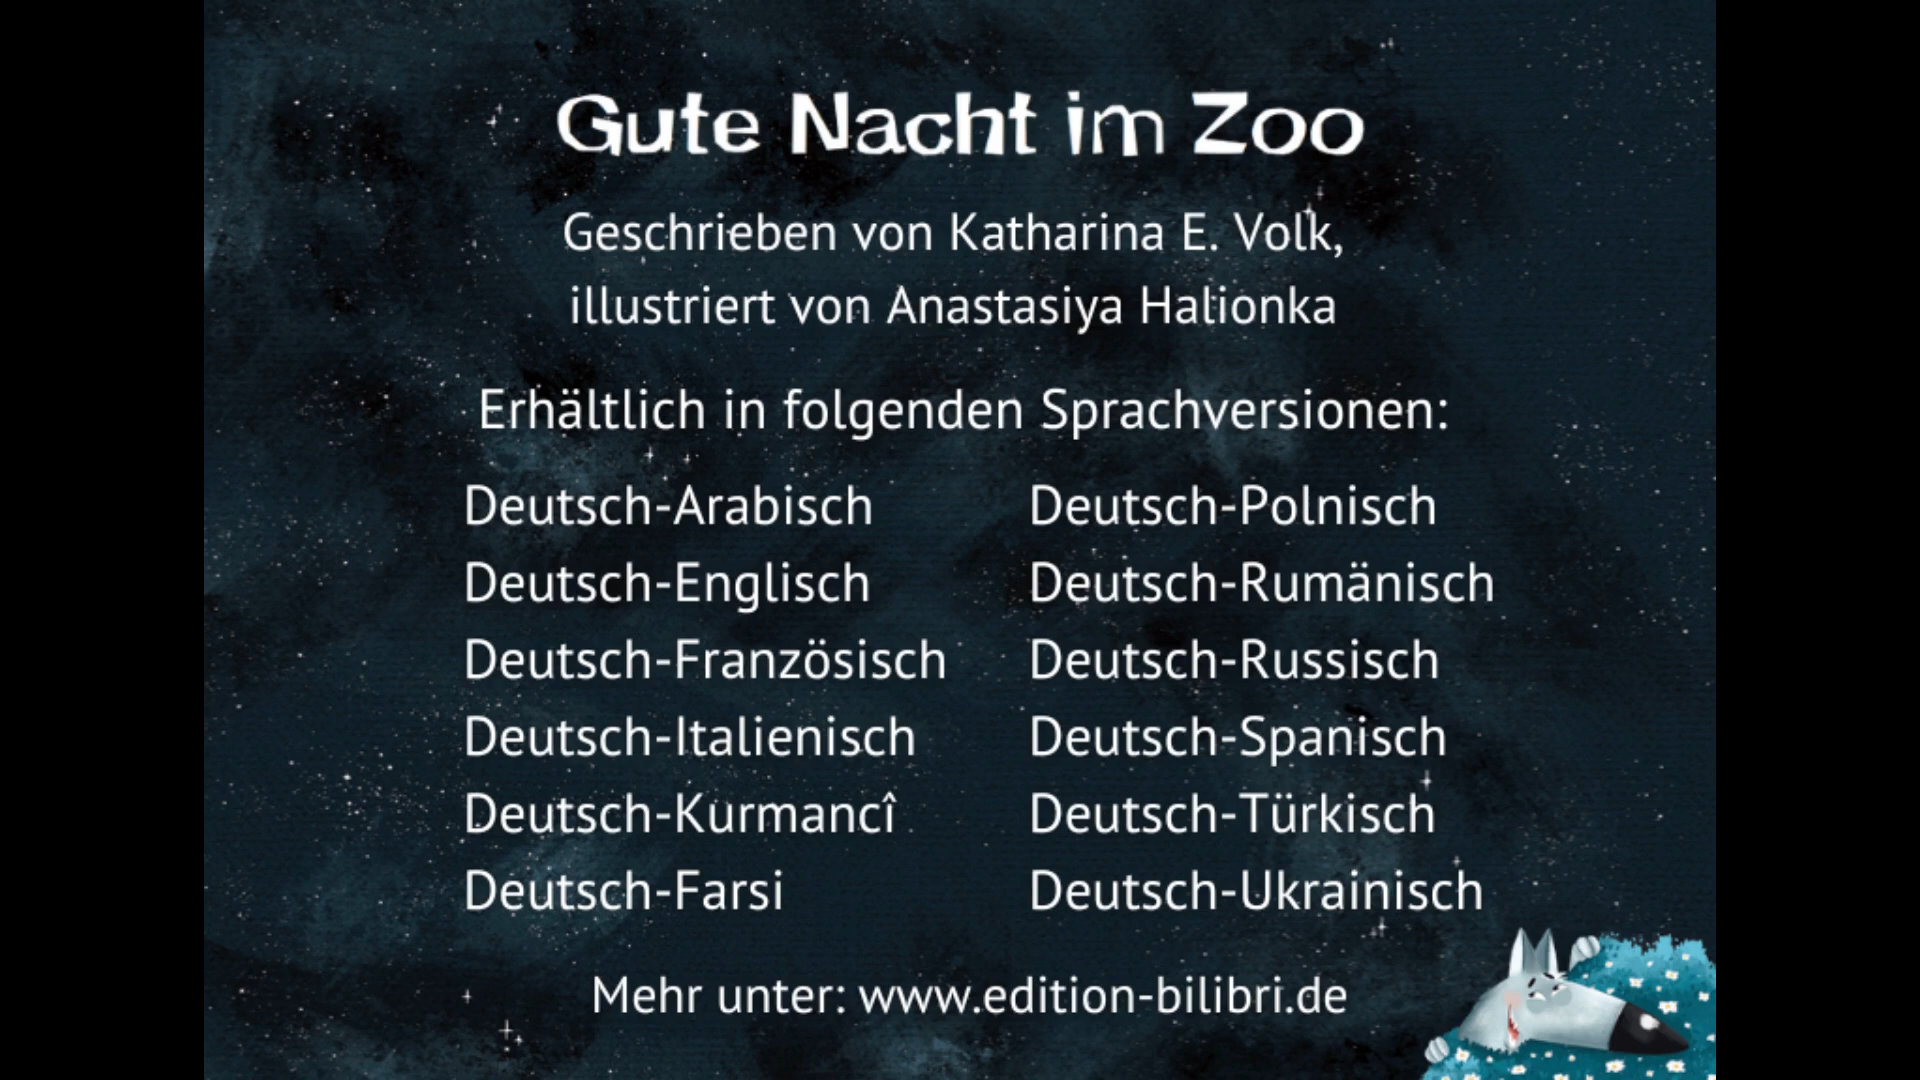 Gute Nacht im Zoo
Geschrieben von Katharina E. Volk,
illustriert von Anastasiya Halionka
Erhältlich in folgenden Sprachversionen:
Deutsch-Arabisch
Deutsch-Englisch
Deutsch-Französisch
Deutsch-Italienisch
Deutsch-Kurmancî
Deutsch-Farsi
Deutsch-Polnisch
Deutsch-Rumänisch
Deutsch-Russisch
Deutsch-Spanisch
Deutsch-Türkisch
Deutsch-Ukrainisch
Mehr unter: www.edition-bilibri.de